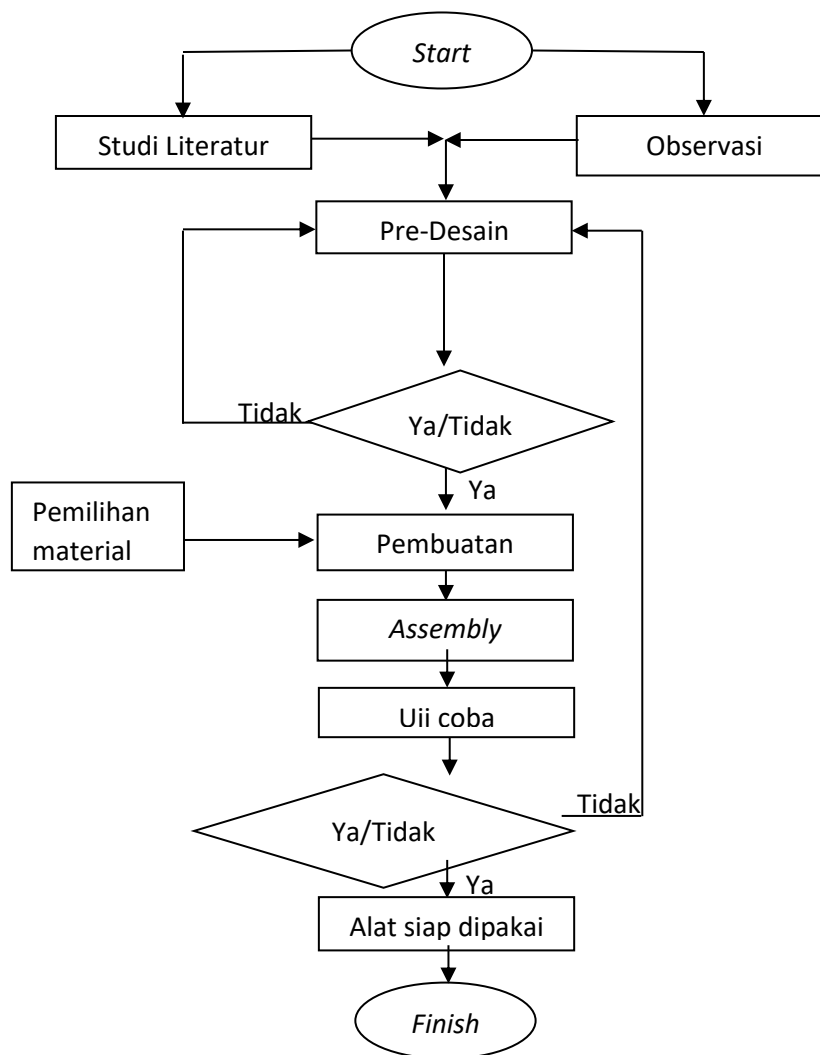 Start
Studi Literatur
Observasi
Pre-Desain
Tidak
Ya/Tidak
Ya
Pemilihan
material
Pembuatan
Assembly
Uii coba
Tidak
Ya/Tidak
Ya
Alat siap dipakai
Finish